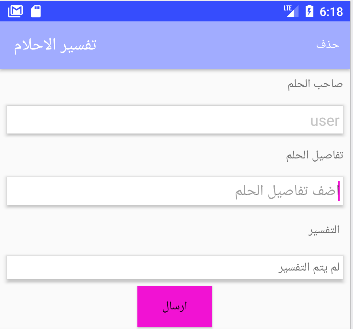 LTE 6:18
تفسير الاحلام
حذف
صاحب الحلم
user
تفاصيل الحلم
اضف تفاصيل الحلم
التفسير
لم يتم التفسير
ارسال